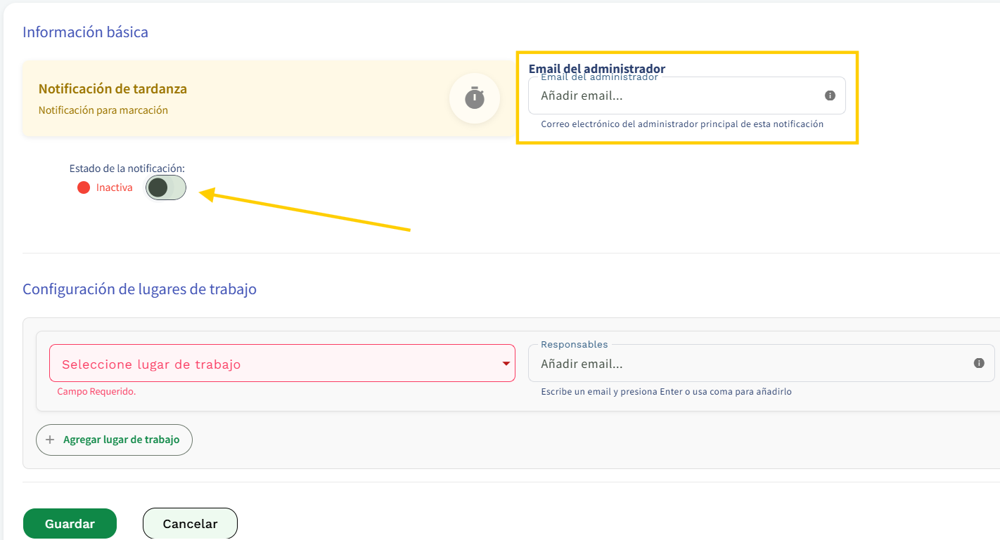 Información básica
Notificación de tardanza
Notificación para marcación
Email del administrador
Email del administrador
Añadir email...
Correo electrónico del administrador principal de esta notificación
Estado de la notificación:
Inactiva
Configuración de lugares de trabajo
Seleccione lugar de trabajo
Campo Requerido.
Responsables
Añadir email...
Escribe un email y presiona Enter o usa coma para añadirlo
+ Agregar lugar de trabajo
Guardar
Cancelar